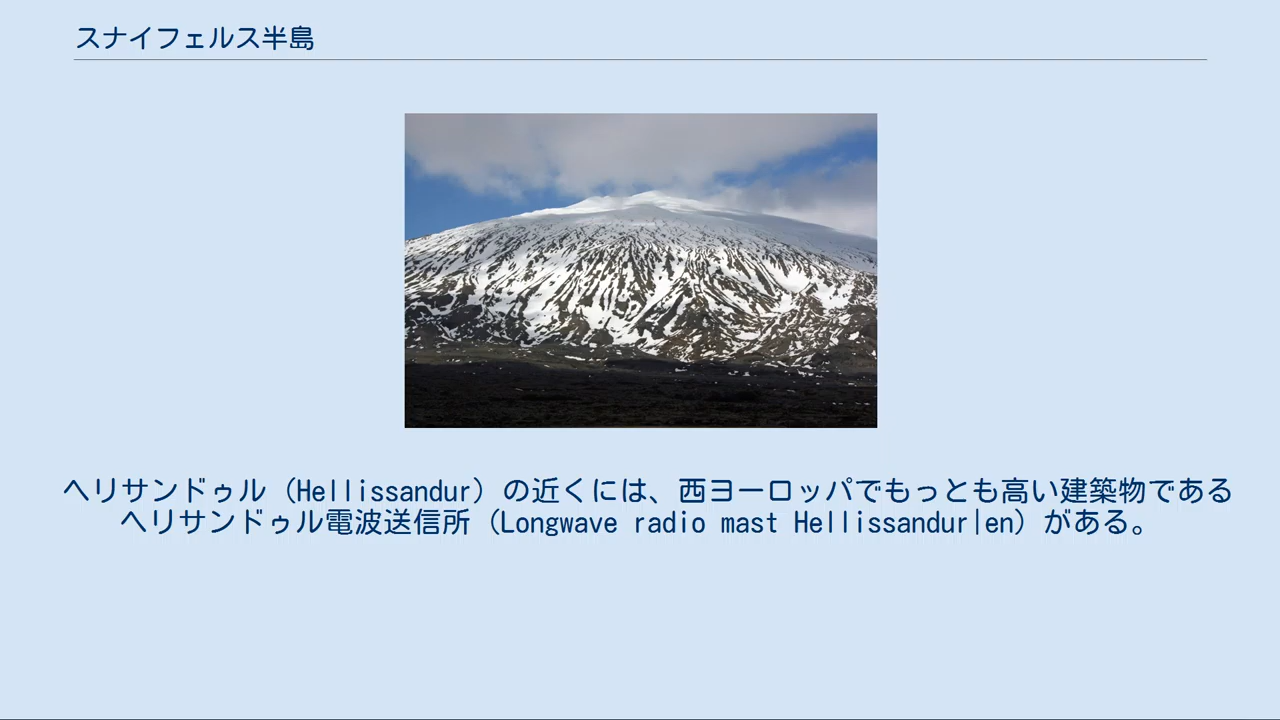 スナイフェルス半島
ヘリサンドゥル（Hellissandur）の近くには、西ヨーロッパでもっとも高い建築物である
ヘリサンドゥル電波送信所（Longwave radio mast Hellissandur|en）がある。